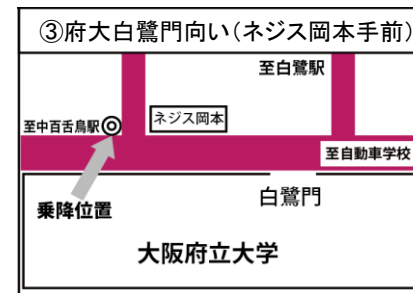 ③府大白鷺門向い(ネジス岡本手前)
至白鷺駅
至中百舌鳥駅◎
ネジス岡本
至自動車学校
乗降位置
白鷺門
大阪府立大学